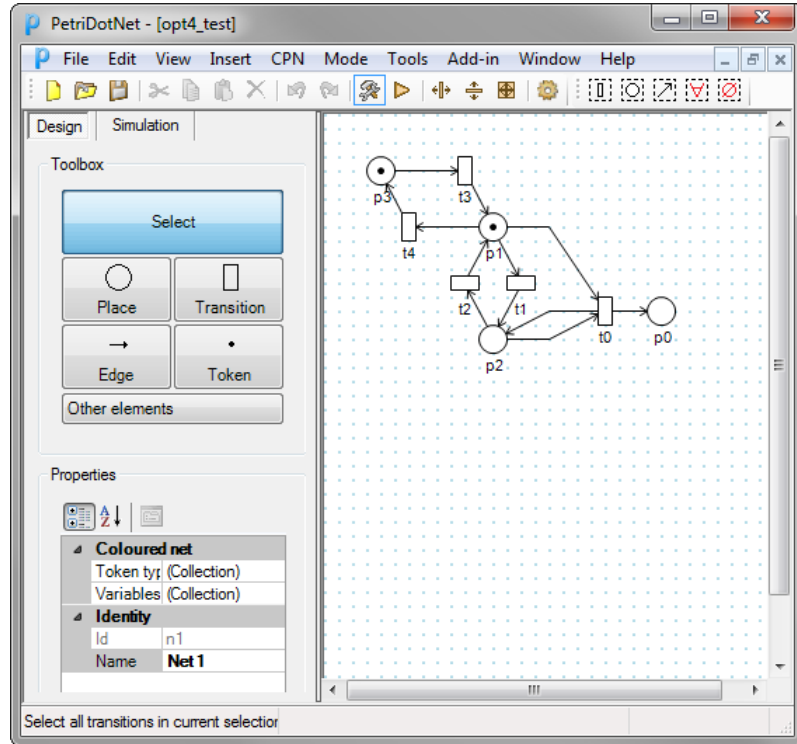 PetriDotNet - [opt4_test]
File Edit View Insert CPN Mode Tools Add-in Window Help
Design Simulation
Toolbox
Select
Place Transition
Edge Token
Other elements
Properties
Coloured net
Token typ (Collection)
Variables (Collection)
Identity
Id n1
Name Net 1
Select all transitions in current selection
p3 t3
t4 p1
t2 t1
t0 p0
p2